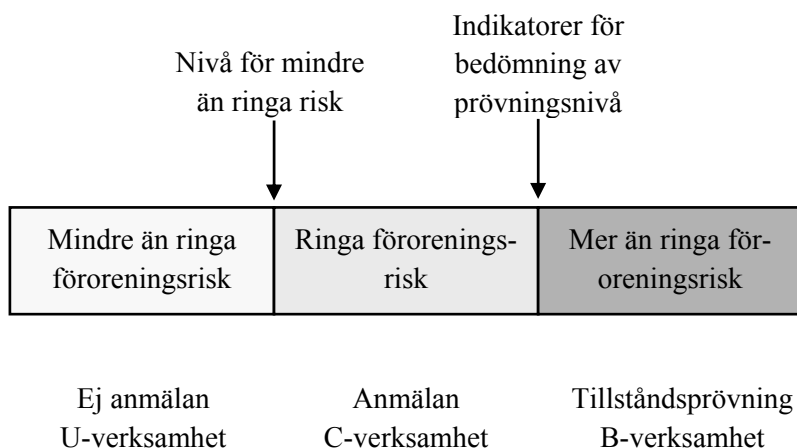 Nivå för mindre
än ringa risk
Indikatorer för
bedömning av
prövningsnivå
Mindre än ringa
föroreningsrisk
Ringa förorenings-
risk
Mer än ringa för-
oreningsrisk
Ej anmälan
U-verksamhet
Anmälan
C-verksamhet
Tillståndsprövning
B-verksamhet